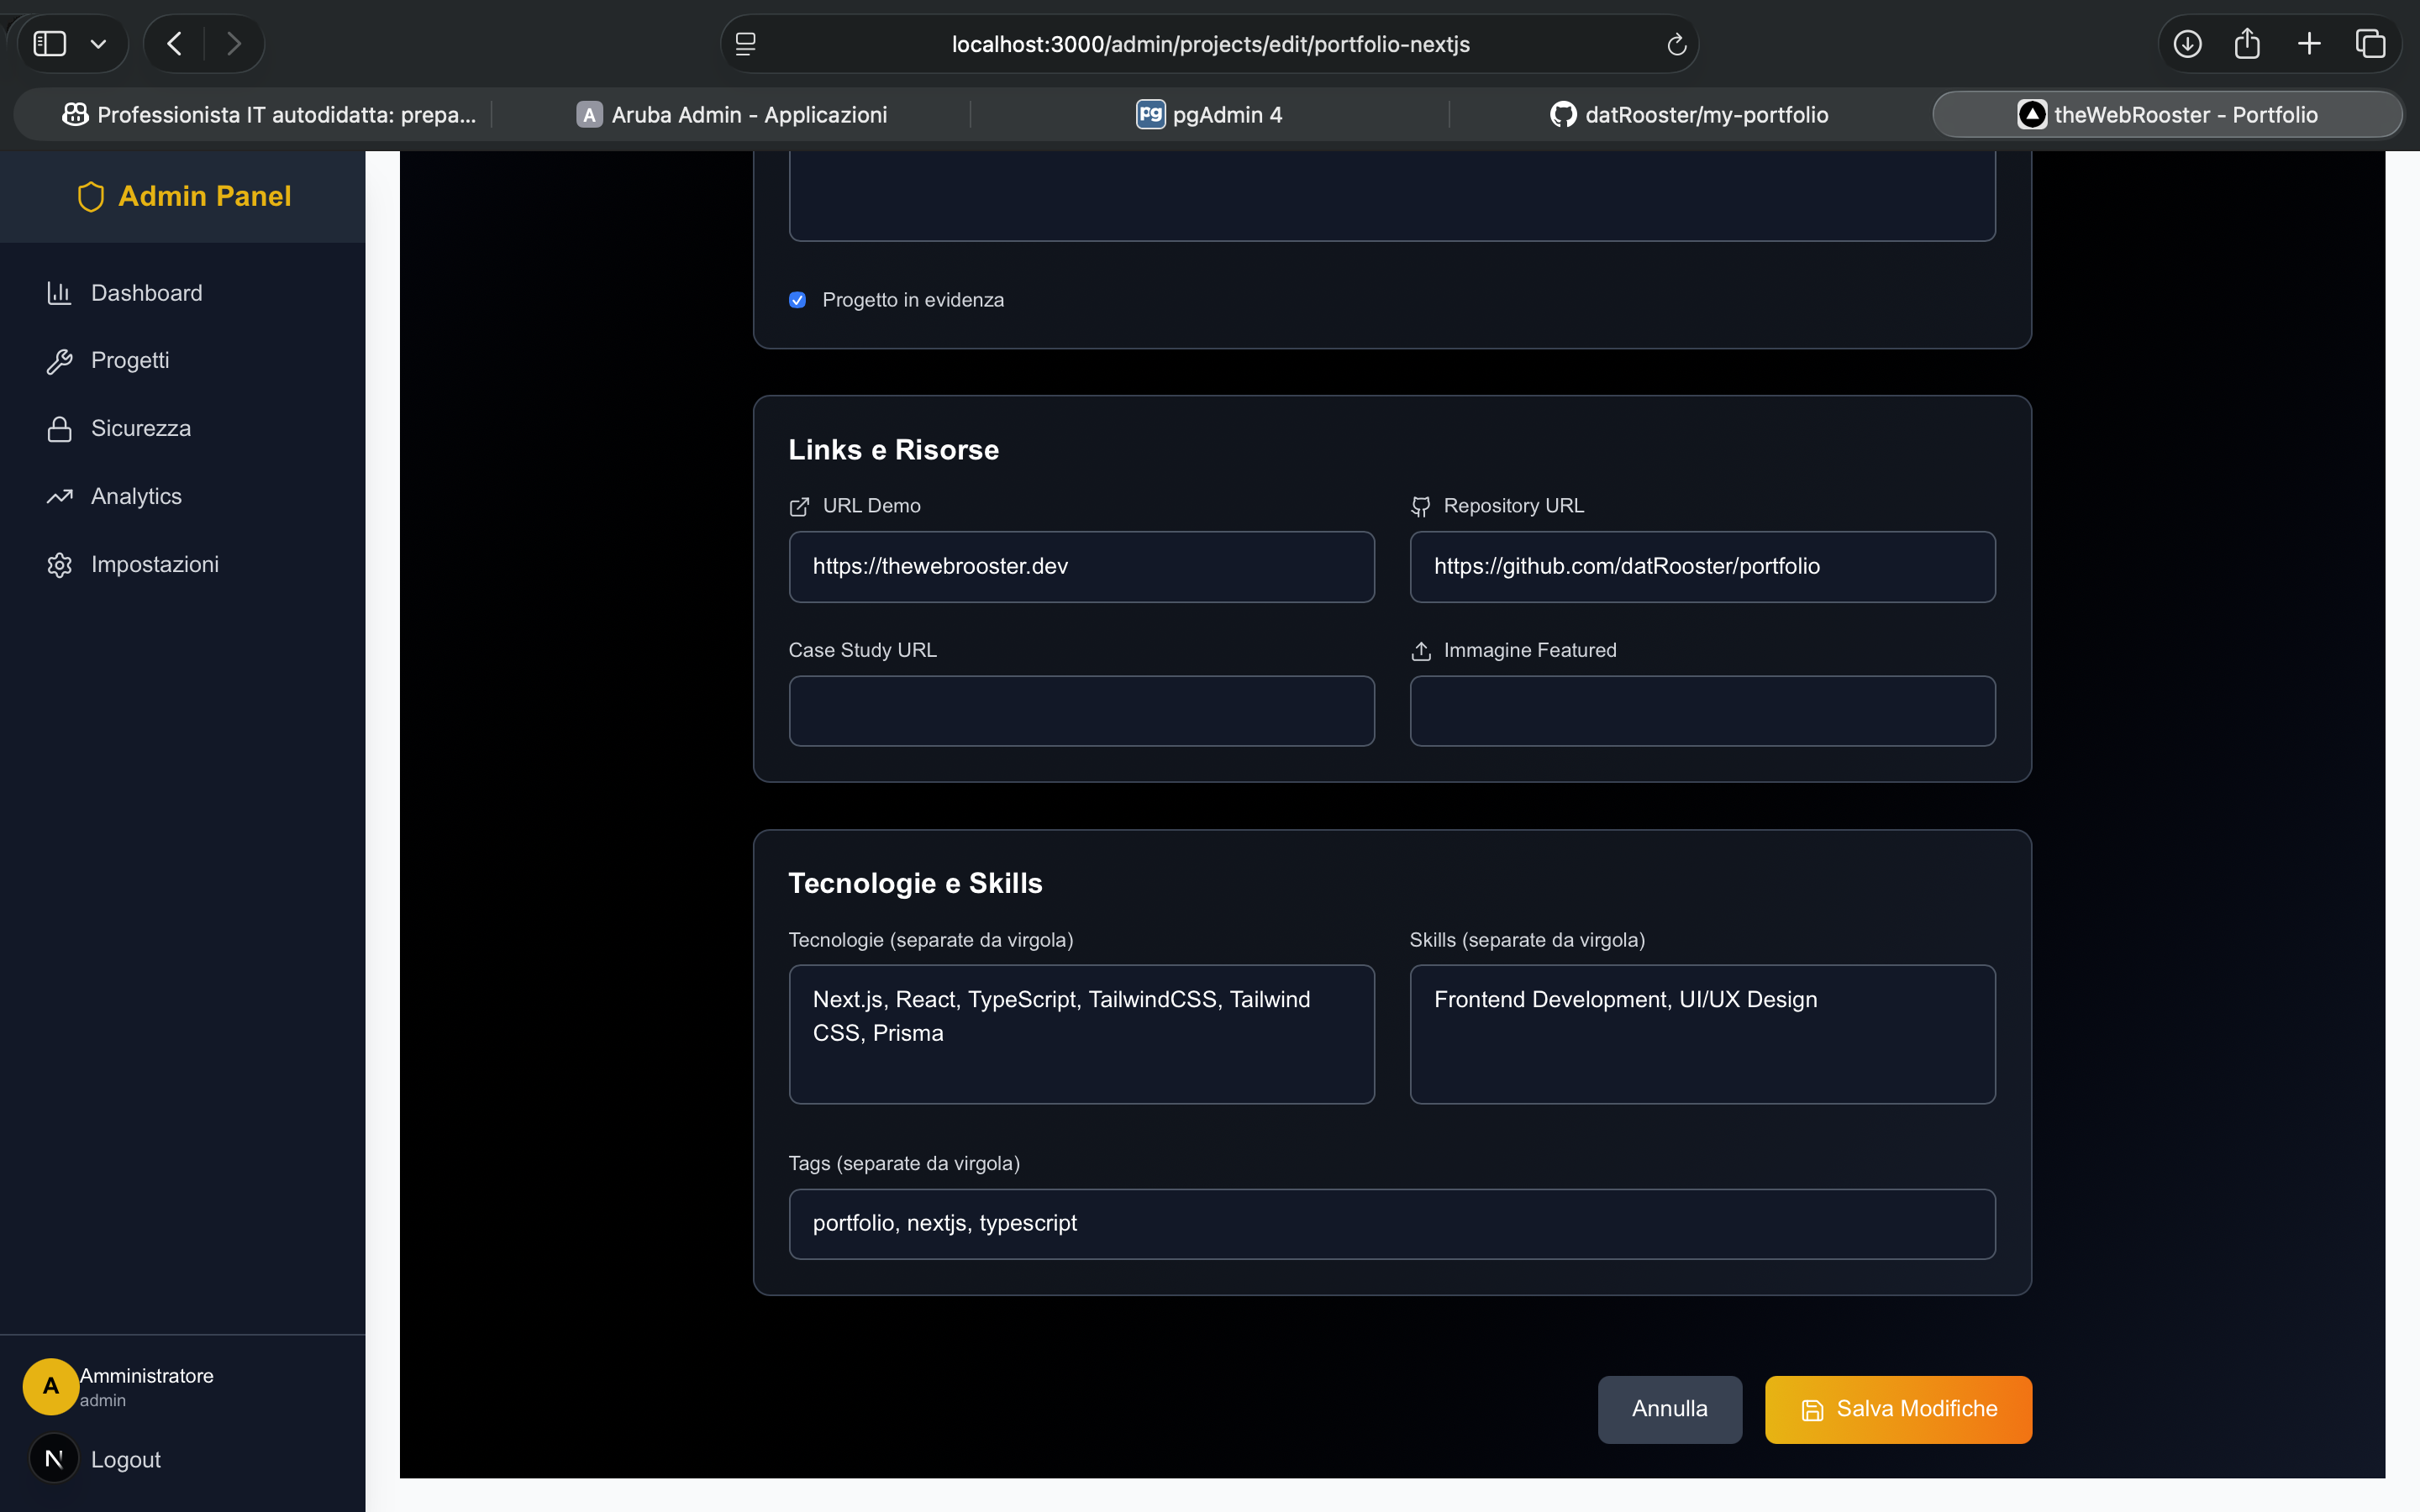 localhost:3000/admin/projects/edit/portfolio-nextjs
Professionista IT autodidatta: prepa...
A Aruba Admin - Applicazioni
pg pgAdmin 4
datRooster/my-portfolio
theWebRooster - Portfolio
Admin Panel
Dashboard
Progetti
Sicurezza
Analytics
Impostazioni
A
Amministratore
admin
N
Logout
Progetto in evidenza
Links e Risorse
URL Demo
Repository URL
https://thewebrooster.dev
https://github.com/datRooster/portfolio
Case Study URL
Immagine Featured
Tecnologie e Skills
Tecnologie (separate da virgola)
Skills (separate da virgola)
Next.js, React, TypeScript, TailwindCSS, Tailwind
CSS, Prisma
Frontend Development, UI/UX Design
Tags (separate da virgola)
portfolio, nextjs, typescript
Annulla
Salva Modifiche